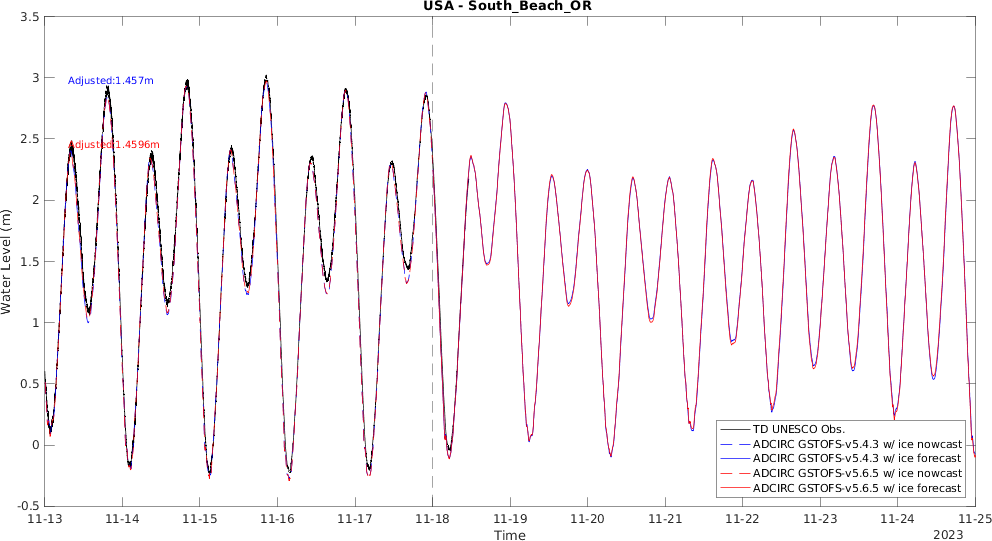 USA - South_Beach_OR
3.5
3
2.5
2
1.5
1
0.5
0
-0.5
Water Level (m)
Adjusted:1.457m
Adjusted:1.4596m
TD UNESCO Obs.
ADCIRC GSTOFS-v5.4.3 w/ ice nowcast
ADCIRC GSTOFS-v5.4.3 w/ ice forecast
ADCIRC GSTOFS-v5.6.5 w/ ice nowcast
ADCIRC GSTOFS-v5.6.5 w/ ice forecast
11-13 11-14 11-15 11-16 11-17 11-18 11-19 11-20 11-21 11-22 11-23 11-24 11-25
Time
2023